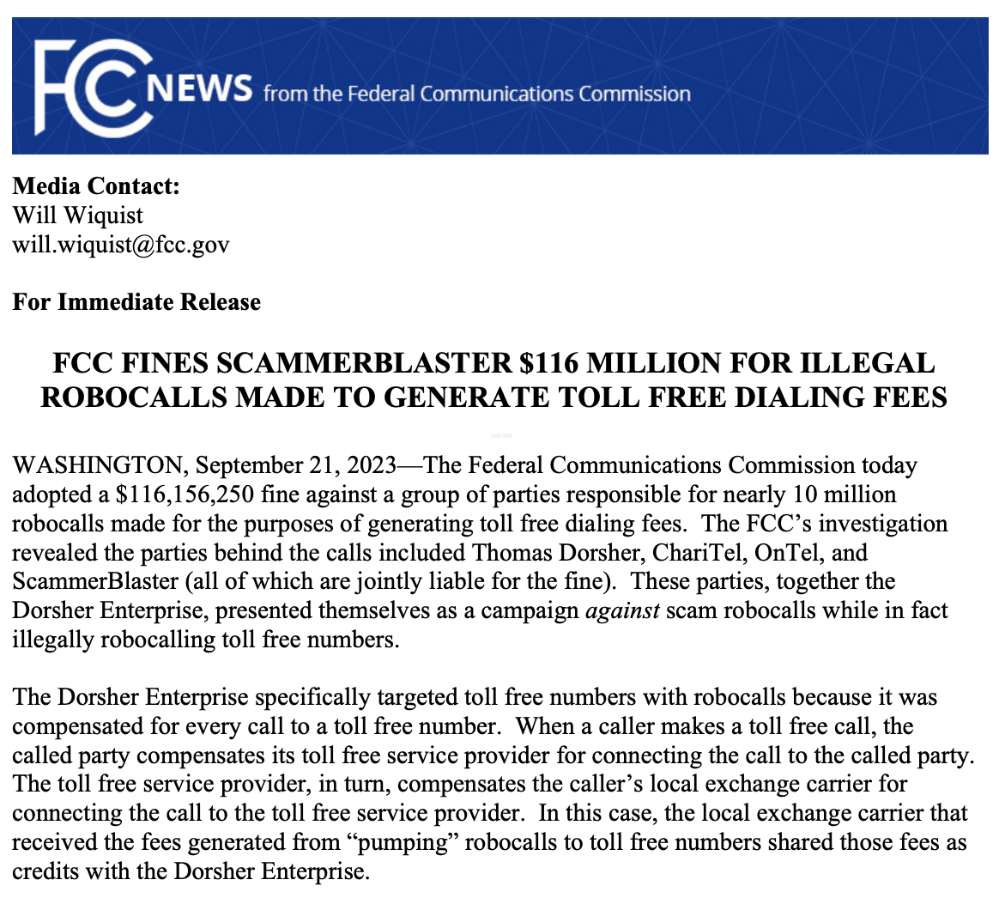 FCC NEWS from the Federal Communications Commission
Media Contact:
Will Wiquist
will.wiquist@fcc.gov
For Immediate Release
FCC FINES SCAMMERBLASTER $116 MILLION FOR ILLEGAL
ROBOCALLS MADE TO GENERATE TOLL FREE DIALING FEES
--
WASHINGTON, September 21, 2023—The Federal Communications Commission today
adopted a $116,156,250 fine against a group of parties responsible for nearly 10 million
robocalls made for the purposes of generating toll free dialing fees.  The FCC’s investigation
revealed the parties behind the calls included Thomas Dorsher, ChariTel, OnTel, and
ScammerBlaster (all of which are jointly liable for the fine).  These parties, together the
Dorsher Enterprise, presented themselves as a campaign against scam robocalls while in fact
illegally robocalling toll free numbers.
The Dorsher Enterprise specifically targeted toll free numbers with robocalls because it was
compensated for every call to a toll free number.  When a caller makes a toll free call, the
called party compensates its toll free service provider for connecting the call to the called party.
The toll free service provider, in turn, compensates the caller’s local exchange carrier for
connecting the call to the toll free service provider.  In this case, the local exchange carrier that
received the fees generated from “pumping” robocalls to toll free numbers shared those fees as
credits with the Dorsher Enterprise.